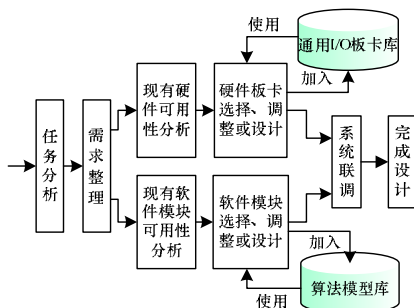 使用
通用I/O板卡库
加入
现有硬
件可用
性分析
硬件板卡
选择、调
整或设计
任务分析
需求整理
系统联调
完成设计
现有软
件模块
可用性
分析
软件模块
选择、调
整或设计
加入
算法模型库
使用